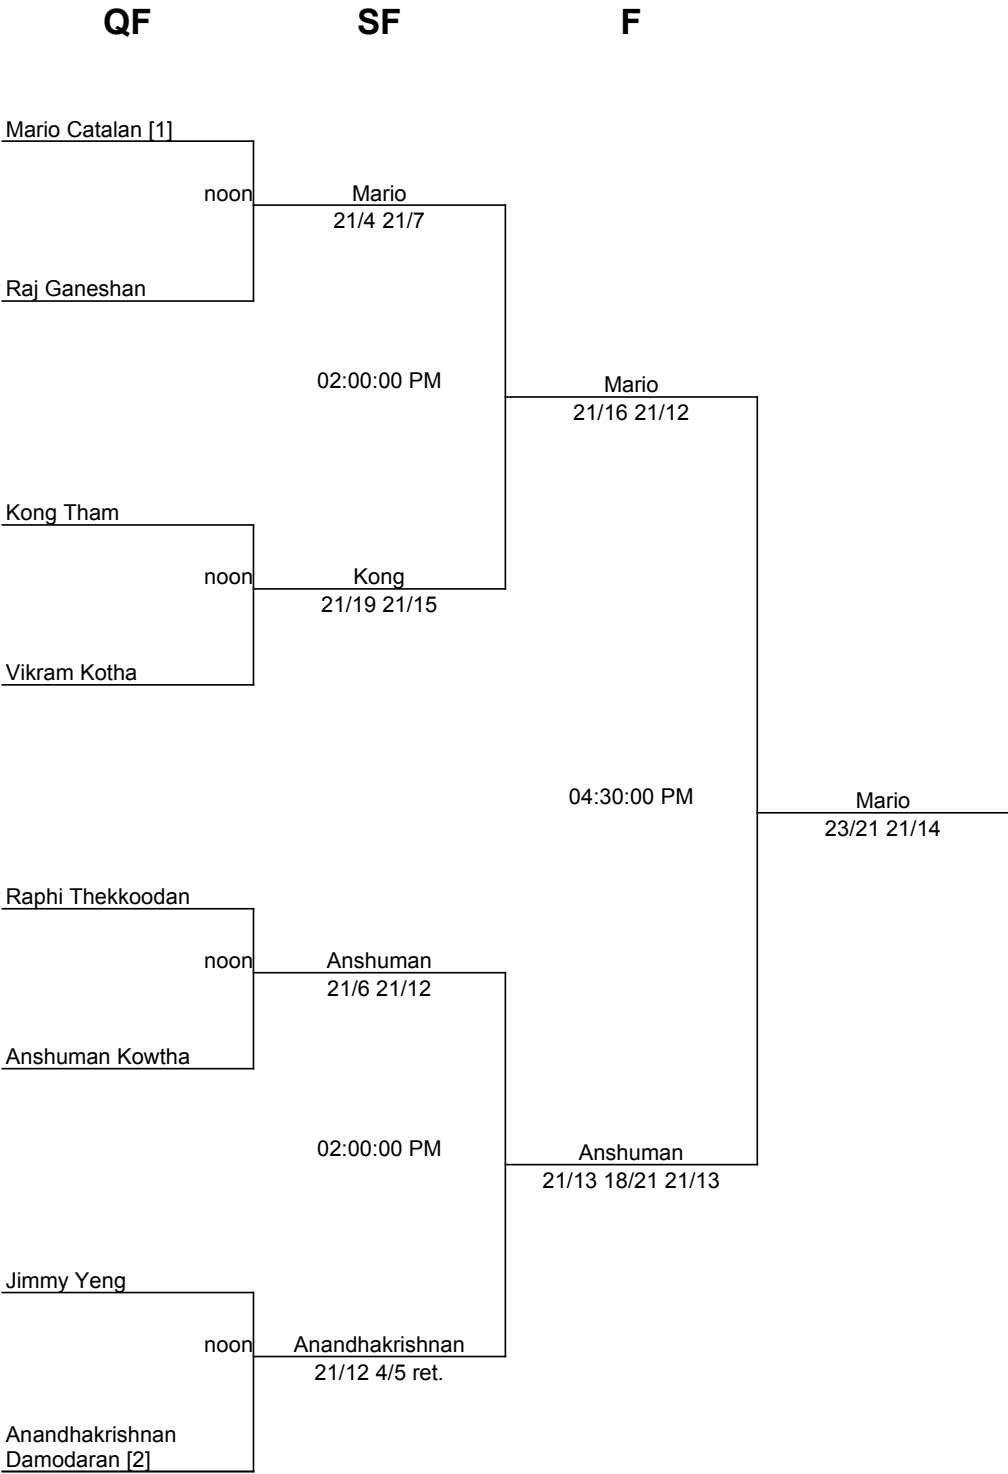 QF SF F
Mario Catalan [1]
noon Mario
21/4 21/7
Raj Ganeshan
02:00:00 PM
Mario
21/16 21/12
Kong Tham
noon Kong
21/19 21/15
Vikram Kotha
04:30:00 PM
Mario
23/21 21/14
Raphi Thekkoodan
noon Anshuman
21/6 21/12
Anshuman Kowtha
02:00:00 PM
Anshuman
21/13 18/21 21/13
Jimmy Yeng
noon Anandhakrishnan
21/12 4/5 ret.
Anandhakrishnan
Damodaran [2]